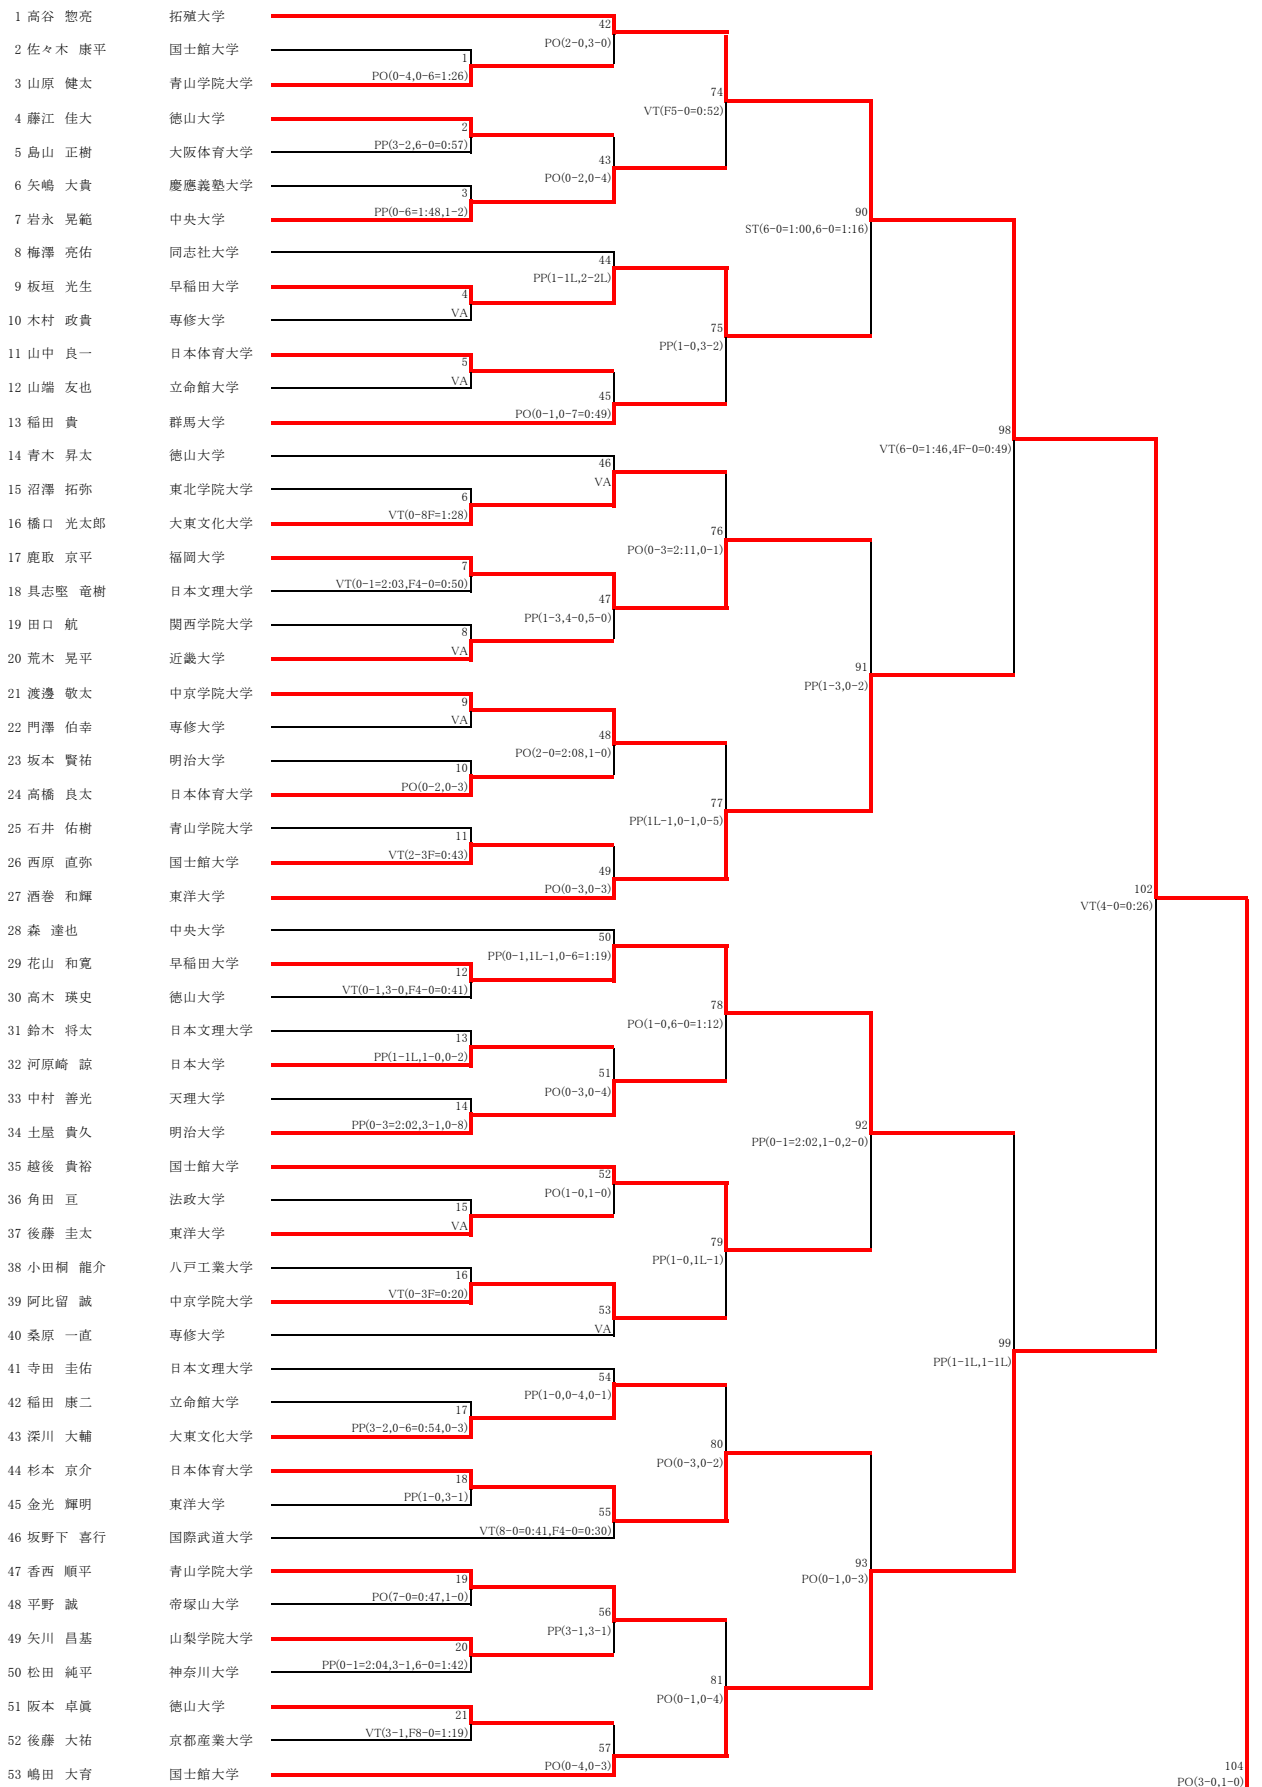 1 高谷 惣亮 拓殖大学
42
PO(2-0,3-0)
2 佐々木 康平 国士館大学
1
PO(0-4,0-6=1:26)
3 山原 健太 青山学院大学
74
VT(F5-0=0:52)
4 藤江 佳大 徳山大学
2
PP(3-2,6-0=0:57)
5 島山 正樹 大阪体育大学
43
PO(0-2,0-4)
6 矢嶋 大貴 慶應義塾大学
3
PP(0-6=1:48,1-2)
7 岩永 晃範 中央大学
90
ST(6-0=1:00,6-0=1:16)
8 梅澤 亮佑 同志社大学
44
PP(1-1L,2-2L)
9 板垣 光生 早稲田大学
4
VA
10 木村 政貴 専修大学
75
PP(1-0,3-2)
11 山中 良一 日本体育大学
5
VA
12 山端 友也 立命館大学
45
PO(0-1,0-7=0:49)
13 稲田 貴 群馬大学
98
VT(6-0=1:46,4F-0=0:49)
14 青木 昇太 徳山大学
46
VA
15 沼澤 拓弥 東北学院大学
6
VT(0-8F=1:28)
16 橋口 光太郎 大東文化大学
76
PO(0-3=2:11,0-1)
17 鹿取 京平 福岡大学
7
VT(0-1=2:03,F4-0=0:50)
18 具志堅 竜樹 日本文理大学
47
PP(1-3,4-0,5-0)
19 田口 航 関西学院大学
8
VA
20 荒木 晃平 近畿大学
91
PP(1-3,0-2)
21 渡邊 敬太 中京学院大学
9
VA
22 門澤 伯幸 専修大学
48
PO(2-0=2:08,1-0)
23 坂本 賢祐 明治大学
10
PO(0-2,0-3)
24 高橋 良太 日本体育大学
77
PP(1L-1,0-1,0-5)
25 石井 佑樹 青山学院大学
11
VT(2-3F=0:43)
26 西原 直弥 国士館大学
49
PO(0-3,0-3)
27 酒巻 和輝 東洋大学
102
VT(4-0=0:26)
28 森 達也 中央大学
50
PP(0-1,1L-1,0-6=1:19)
29 花山 和寛 早稲田大学
12
VT(0-1,3-0,F4-0=0:41)
30 高木 瑛史 徳山大学
78
PO(1-0,6-0=1:12)
31 鈴木 将太 日本文理大学
13
PP(1-1L,1-0,0-2)
32 河原崎 諒 日本大学
51
PO(0-3,0-4)
33 中村 善光 天理大学
14
PP(0-3=2:02,3-1,0-8)
34 土屋 貴久 明治大学
92
PP(0-1=2:02,1-0,2-0)
35 越後 貴裕 国士館大学
52
PO(1-0,1-0)
36 角田 亘 法政大学
15
VA
37 後藤 圭太 東洋大学
79
PP(1-0,1L-1)
38 小田桐 龍介 八戸工業大学
16
VT(0-3F=0:20)
39 阿比留 誠 中京学院大学
53
VA
40 桑原 一直 専修大学
99
PP(1-1L,1-1L)
41 寺田 圭佑 日本文理大学
54
PP(1-0,0-4,0-1)
42 稲田 康二 立命館大学
17
PP(3-2,0-6=0:54,0-3)
43 深川 大輔 大東文化大学
80
PO(0-3,0-2)
44 杉本 京介 日本体育大学
18
PP(1-0,3-1)
45 金光 輝明 東洋大学
55
VT(8-0=0:41,F4-0=0:30)
46 坂野下 喜行 国際武道大学
93
PO(0-1,0-3)
47 香西 順平 青山学院大学
19
PO(7-0=0:47,1-0)
48 平野 誠 帝塚山大学
56
PP(3-1,3-1)
49 矢川 昌基 山梨学院大学
20
PP(0-1=2:04,3-1,6-0=1:42)
50 松田 純平 神奈川大学
81
PO(0-1,0-4)
51 阪本 卓眞 徳山大学
21
VT(3-1,F8-0=1:19)
52 後藤 大祐 京都産業大学
57
PO(0-4,0-3)
53 嶋田 大育 国士館大学
104
PO(3-0,1-0)